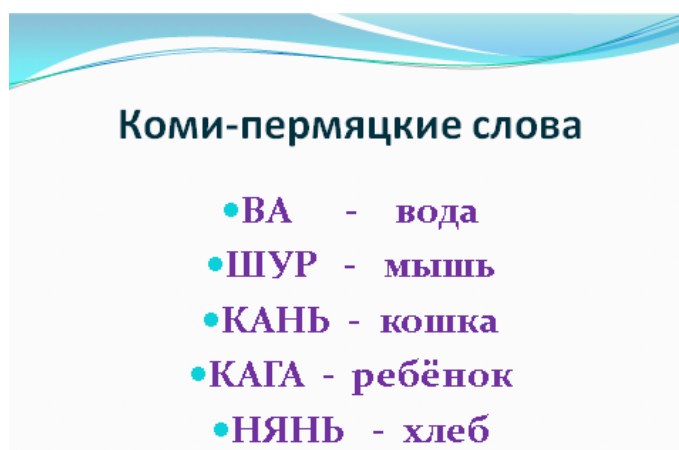 Коми-пермяцкие слова
•ВА - вода
•ШУР - мышь
•КАНЬ - кошка
•КАГА - ребёнок
•НЯНЬ - хлеб